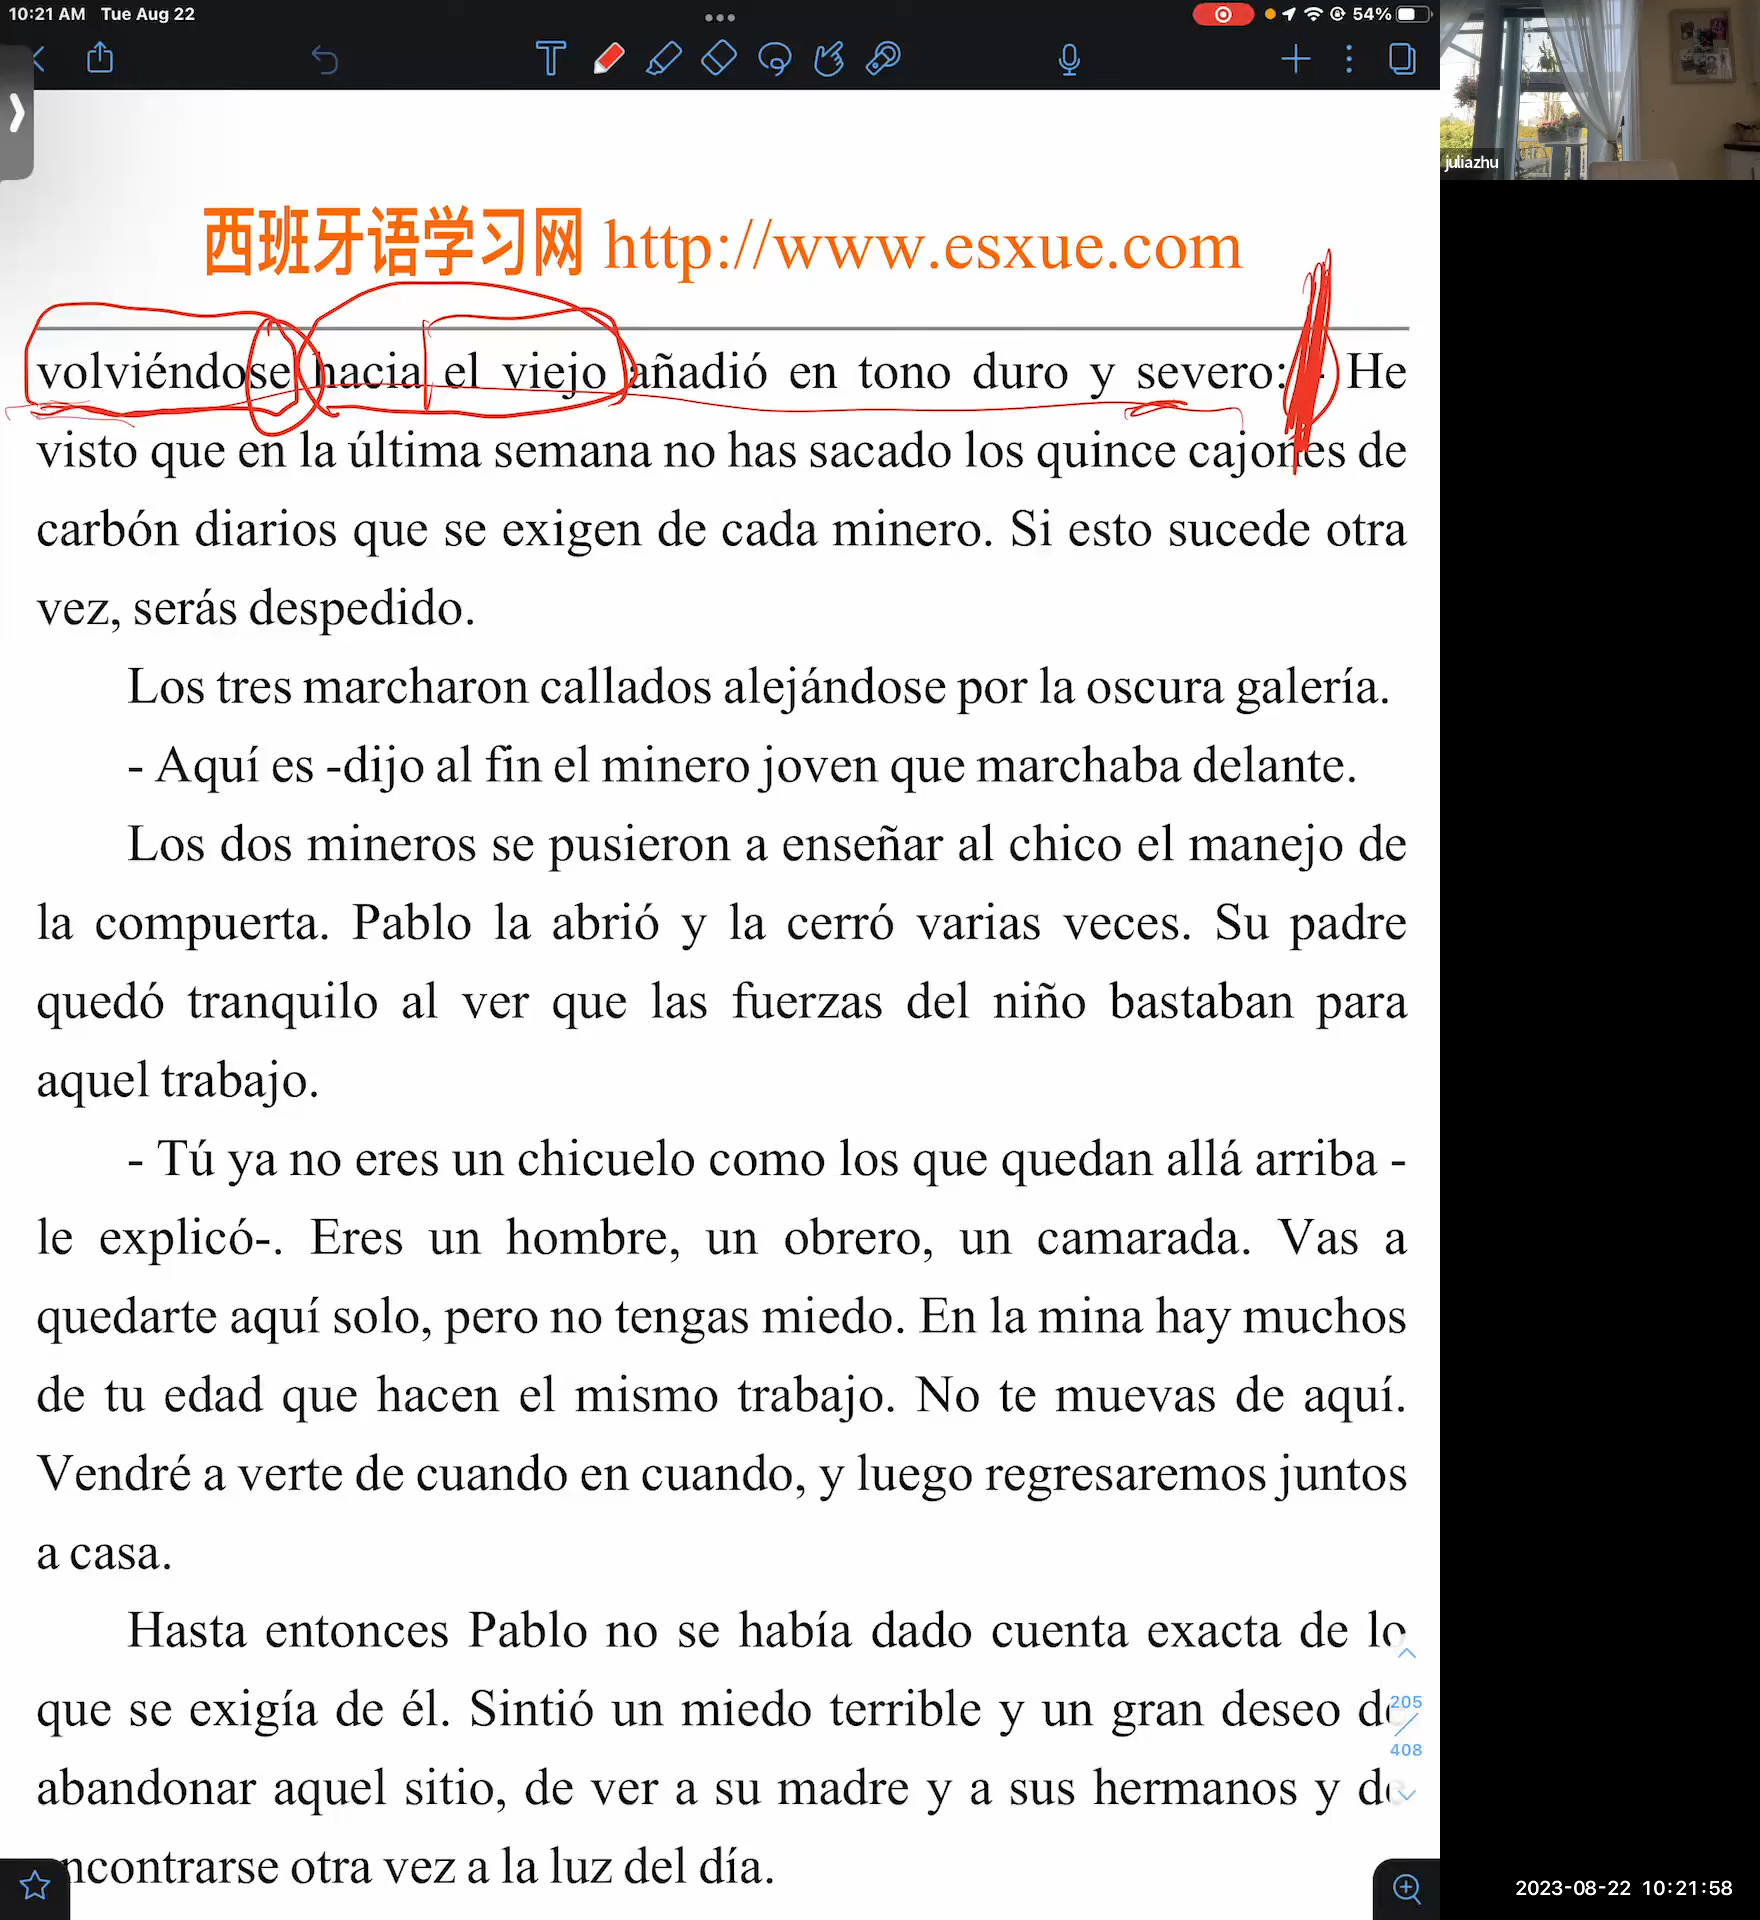 10:21 AM Tue Aug 22
54%
juliazhu
西班牙语学习网 http://www.esxue.com
volviéndose hacia el viejo añadió en tono duro y severo: - He
visto que en la última semana no has sacado los quince cajones de
carbón diarios que se exigen de cada minero. Si esto sucede otra
vez, serás despedido.
Los tres marcharon callados alejándose por la oscura galería.
- Aquí es -dijo al fin el minero joven que marchaba delante.
Los dos mineros se pusieron a enseñar al chico el manejo de
la compuerta. Pablo la abrió y la cerró varias veces. Su padre
quedó tranquilo al ver que las fuerzas del niño bastaban para
aquel trabajo.
- Tú ya no eres un chicuelo como los que quedan allá arriba -
le explicó-. Eres un hombre, un obrero, un camarada. Vas a
quedarte aquí solo, pero no tengas miedo. En la mina hay muchos
de tu edad que hacen el mismo trabajo. No te muevas de aquí.
Vendré a verte de cuando en cuando, y luego regresaremos juntos
a casa.
Hasta entonces Pablo no se había dado cuenta exacta de lo
que se exigía de él. Sintió un miedo terrible y un gran deseo de
abandonar aquel sitio, de ver a su madre y a sus hermanos y de
ncontrarse otra vez a la luz del día.
205
408
2023-08-22 10:21:58